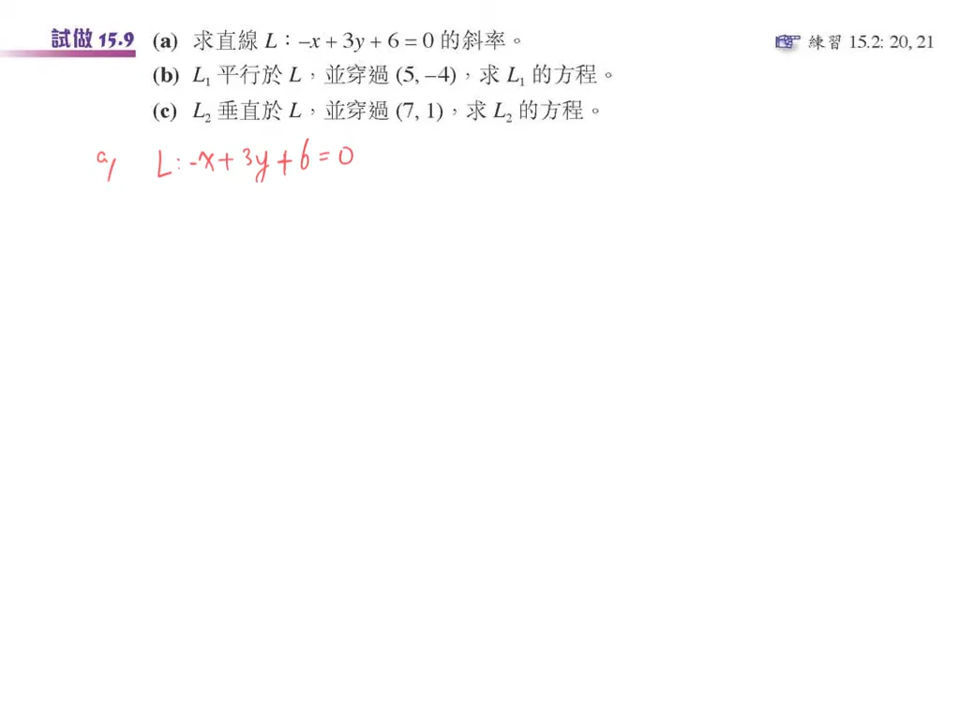 試做 15.9 (a) 求直線 L：–x + 3y + 6 = 0 的斜率。 練習 15.2: 20, 21
(b) L₁ 平行於 L，並穿過 (5, –4)，求 L₁ 的方程。
(c) L₂ 垂直於 L，並穿過 (7, 1)，求 L₂ 的方程。
a/ L: -x + 3y + 6 = 0